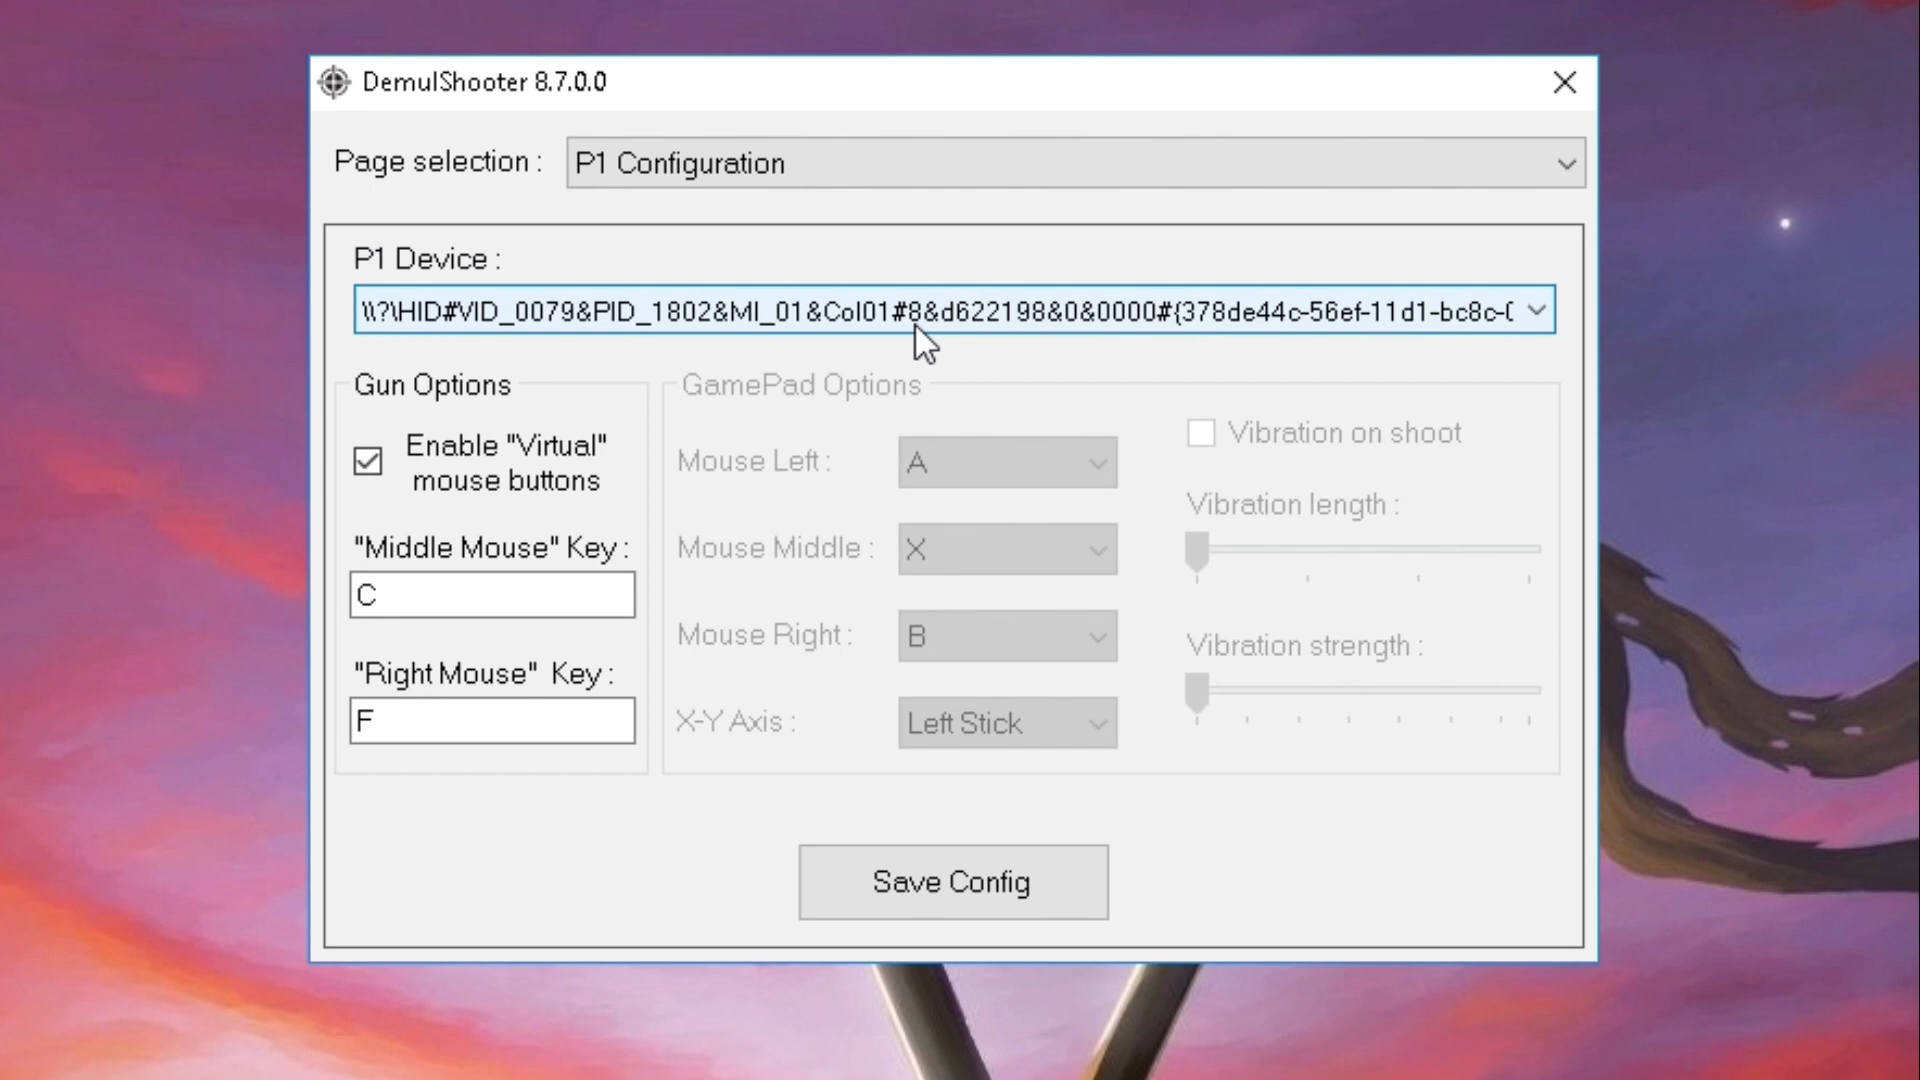 DemulShooter 8.7.0.0
Page selection :
P1 Configuration
P1 Device :
\\?\HID#VID_0079&PID_1802&MI_01&Col01#8&d622198&0&0000#{378de44c-56ef-11d1-bc8c-0
Gun Options
Enable "Virtual"
mouse buttons
"Middle Mouse" Key :
C
"Right Mouse" Key :
F
GamePad Options
Mouse Left :
A
Mouse Middle :
X
Mouse Right :
B
X-Y Axis :
Left Stick
Vibration on shoot
Vibration length :
Vibration strength :
Save Config